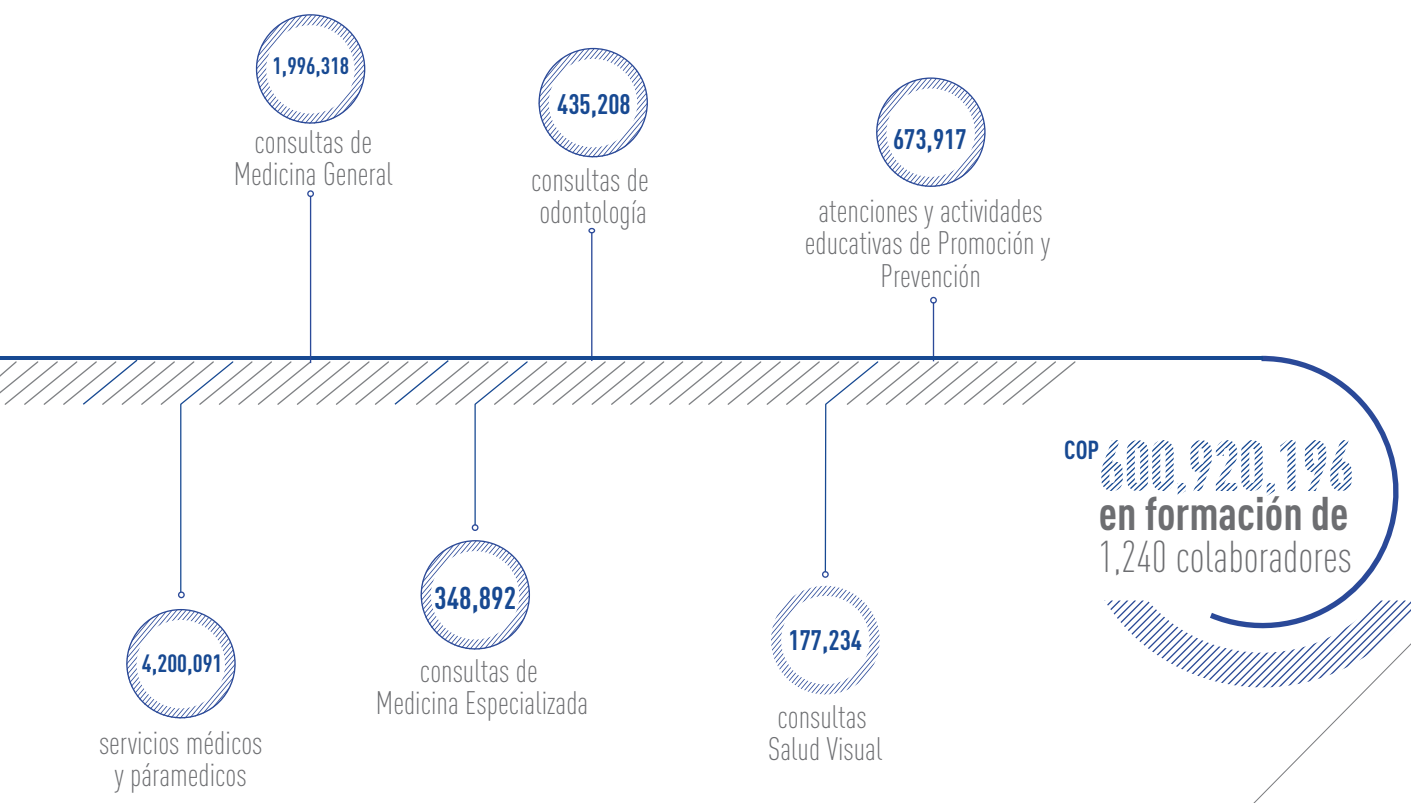 1,996,318
consultas de
Medicina General
435,208
consultas de
odontología
673,917
atenciones y actividades
educativas de Promoción y
Prevención
4,200,091
servicios médicos
y páramedicos
348,892
consultas de
Medicina Especializada
177,234
consultas
Salud Visual
COP 600,920,196
en formación de
1,240 colaboradores